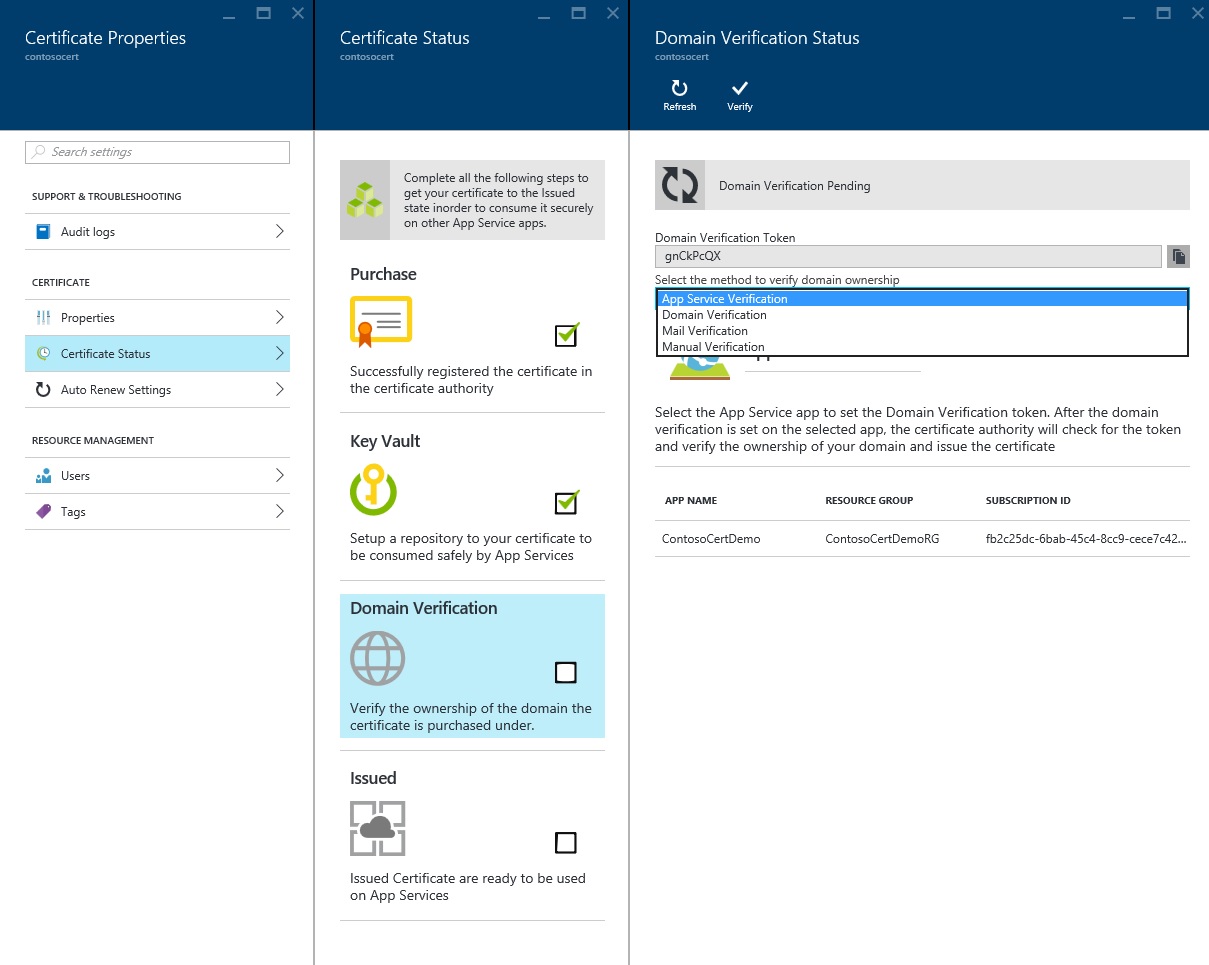 Certificate Properties
contosocert
Search settings
SUPPORT & TROUBLESHOOTING
Audit logs
CERTIFICATE
Properties
Certificate Status
Auto Renew Settings
RESOURCE MANAGEMENT
Users
Tags
Certificate Status
contosocert
Complete all the following steps to
get your certificate to the Issued
state inorder to consume it securely
on other App Service apps.
Purchase
Successfully registered the certificate in
the certificate authority
Key Vault
Setup a repository to your certificate to
be consumed safely by App Services
Domain Verification
Verify the ownership of the domain the
certificate is purchased under.
Issued
Issued Certificate are ready to be used
on App Services
Domain Verification Status
contosocert
Refresh
Verify
Domain Verification Pending
Domain Verification Token
gnCkPcQX
Select the method to verify domain ownership
App Service Verification
Domain Verification
Mail Verification
Manual Verification
Select the App Service app to set the Domain Verification token. After the domain
verification is set on the selected app, the certificate authority will check for the token
and verify the ownership of your domain and issue the certificate
APP NAME RESOURCE GROUP SUBSCRIPTION ID
ContosoCertDemo ContosoCertDemoRG fb2c25dc-6bab-45c4-8cc9-cece7c42...